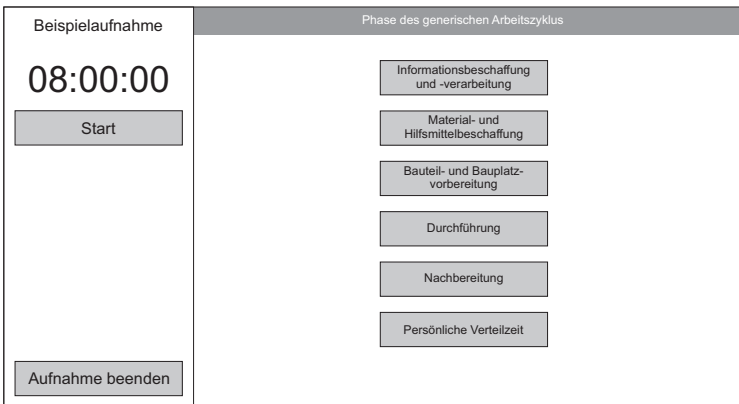 Beispielaufnahme
08:00:00
Start
Aufnahme beenden
Phase des generischen Arbeitszyklus
Informationsbeschaffung
und -verarbeitung
Material- und
Hilfsmittelbeschaffung
Bauteil- und Bauplatz-
vorbereitung
Durchführung
Nachbereitung
Persönliche Verteilzeit